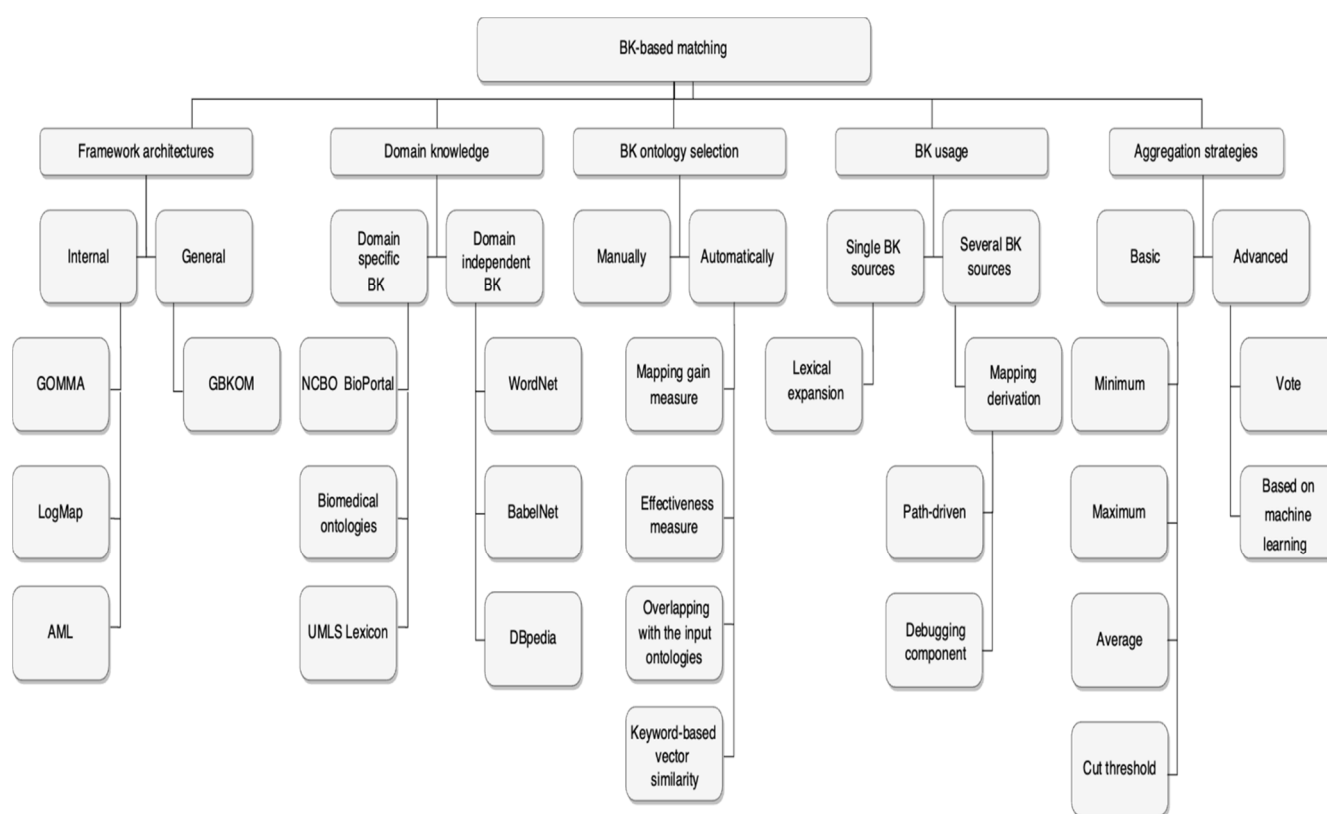 BK-based matching
Framework architectures
Domain knowledge
BK ontology selection
BK usage
Aggregation strategies
Internal
General
Domain
specific
BK
Domain
independent
BK
Manually
Automatically
Single BK
sources
Several BK
sources
Basic
Advanced
GOMMA
GBKOM
NCBO BioPortal
WordNet
Mapping gain
measure
Lexical
expansion
Mapping
derivation
Minimum
Vote
LogMap
Biomedical
ontologies
BabelNet
Effectiveness
measure
Path-driven
Maximum
Based on
machine
learning
AML
UMLS Lexicon
DBpedia
Overlapping
with the input
ontologies
Debugging
component
Average
Keyword-based
vector
similarity
Cut threshold